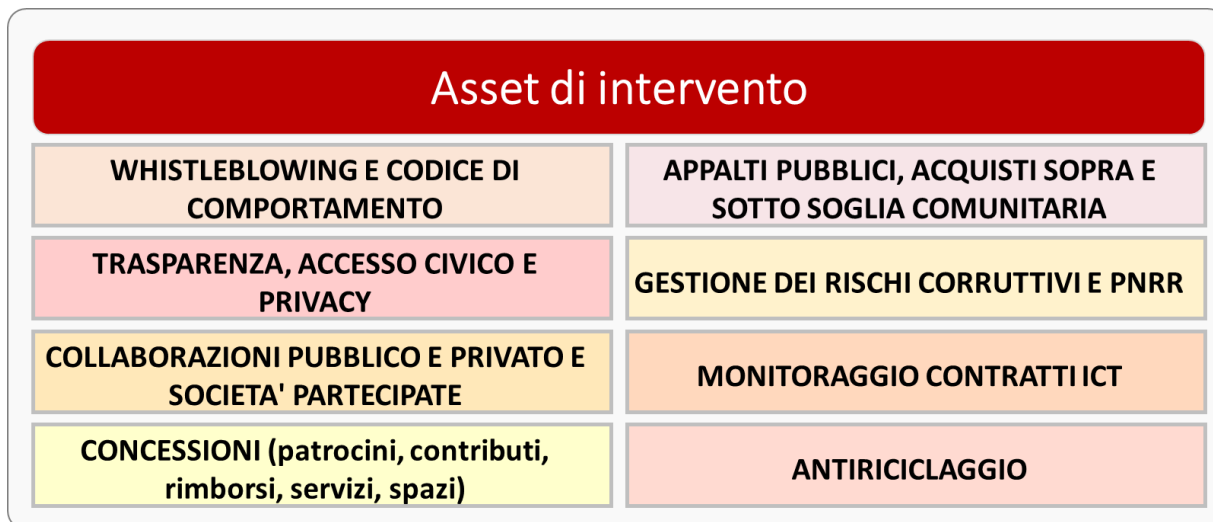 Asset di intervento
WHISTLEBLOWING E CODICE DI
COMPORTAMENTO
APPALTI PUBBLICI, ACQUISTI SOPRA E
SOTTO SOGLIA COMUNITARIA
TRASPARENZA, ACCESSO CIVICO E
PRIVACY
GESTIONE DEI RISCHI CORRUTTIVI E PNRR
COLLABORAZIONI PUBBLICO E PRIVATO E
SOCIETA' PARTECIPATE
MONITORAGGIO CONTRATTI ICT
CONCESSIONI (patrocini, contributi,
rimborsi, servizi, spazi)
ANTIRICICLAGGIO